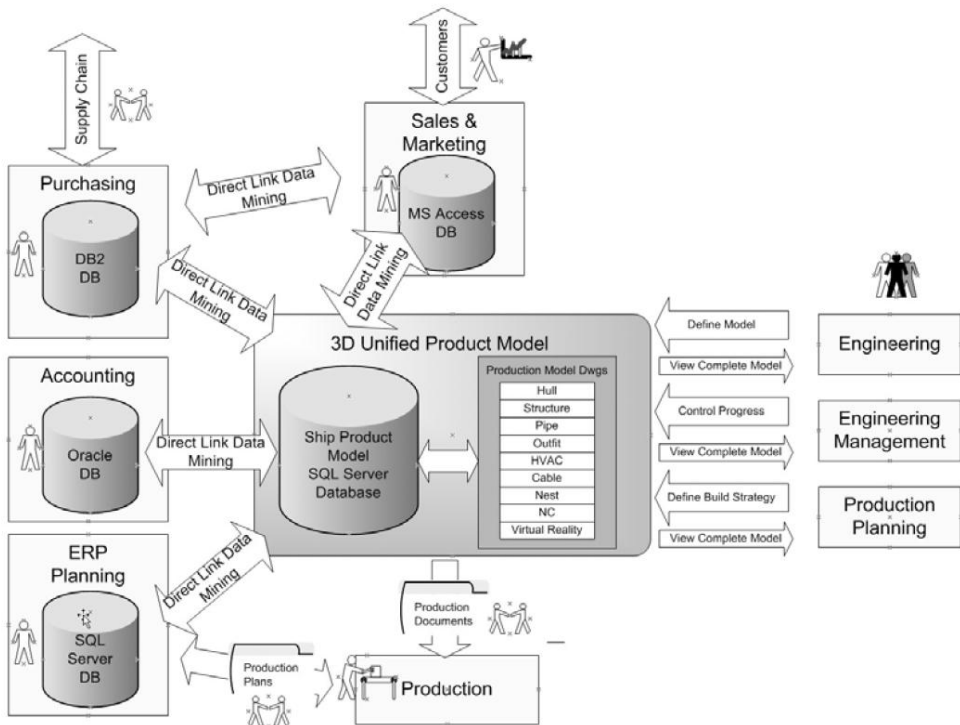 Supply Chain
Customers
Sales &
Marketing
MS Access
DB
Purchasing
DB2
DB
Direct Link Data
Mining
Direct Link Data
Mining
Direct Link
Data Mining
3D Unified Product Model
Ship Product
Model
SQL Server
Database
Production Model Dwgs
Hull
Structure
Pipe
Outfit
HVAC
Cable
Nest
NC
Virtual Reality
Define Model
View Complete Model
Engineering
Control Progress
View Complete Model
Engineering
Management
Define Build Strategy
View Complete Model
Production
Planning
Accounting
Oracle
DB
Direct Link Data
Mining
ERP
Planning
SQL
Server
DB
Direct Link Data
Mining
Production
Plans
Production
Documents
Production